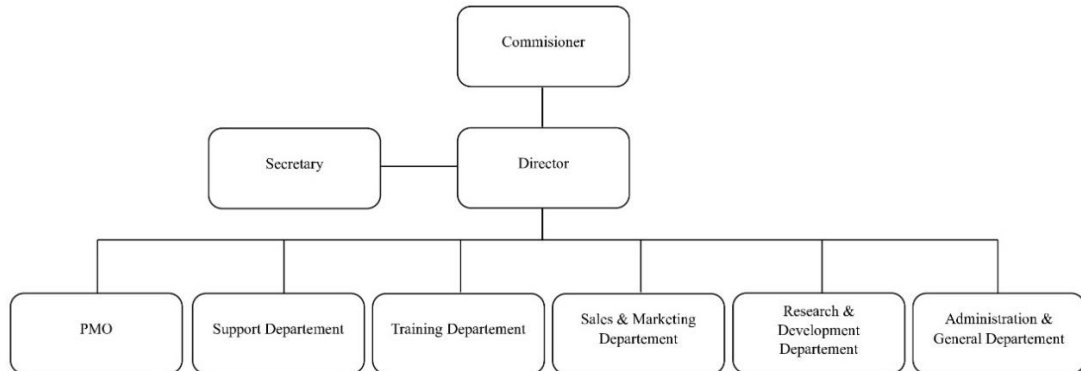 Commisioner
Secretary
Director
PMO
Support Departement
Training Departement
Sales & Marketing
Departement
Research &
Development
Departement
Administration &
General Departement